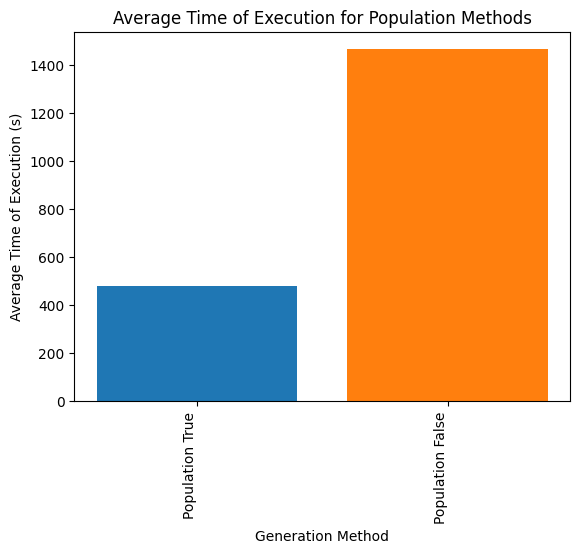 Average Time of Execution for Population Methods
Average Time of Execution (s)
1400
1200
1000
800
600
400
200
0
Population True
Population False
Generation Method